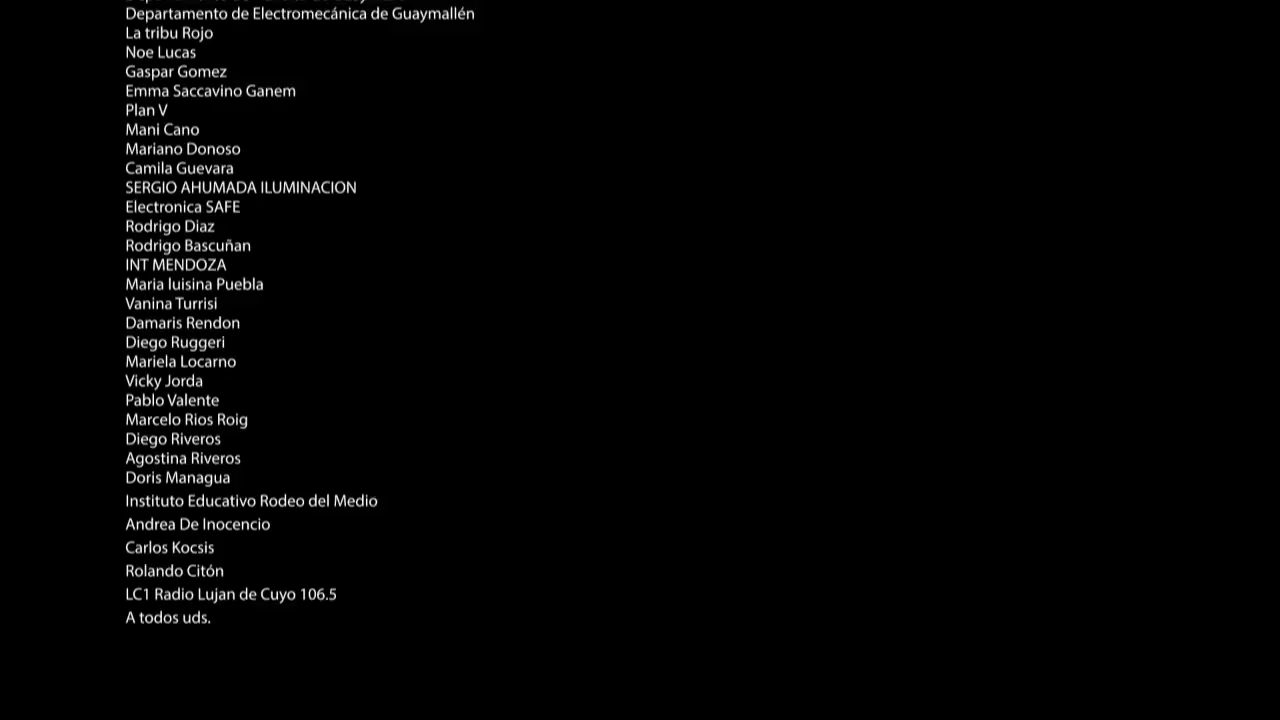 Departamento de Electromecánica de Guaymallén
La tribu Rojo
Noe Lucas
Gaspar Gomez
Emma Saccavino Ganem
Plan V
Mani Cano
Mariano Donoso
Camila Guevara
SERGIO AHUMADA ILUMINACION
Electronica SAFE
Rodrigo Diaz
Rodrigo Bascuñan
INT MENDOZA
Maria luisina Puebla
Vanina Turrisi
Damaris Rendon
Diego Ruggeri
Mariela Locarno
Vicky Jorda
Pablo Valente
Marcelo Rios Roig
Diego Riveros
Agostina Riveros
Doris Managua
Instituto Educativo Rodeo del Medio
Andrea De Inocencio
Carlos Kocsis
Rolando Citón
LC1 Radio Lujan de Cuyo 106.5
A todos uds.